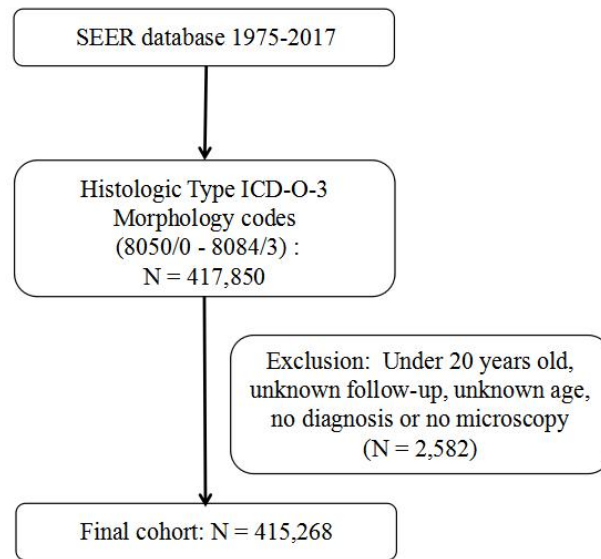 SEER database 1975-2017
Histologic Type ICD-O-3
Morphology codes
(8050/0 - 8084/3) :
N = 417,850
Exclusion: Under 20 years old,
unknown follow-up, unknown age,
no diagnosis or no microscopy
(N = 2,582)
Final cohort: N = 415,268